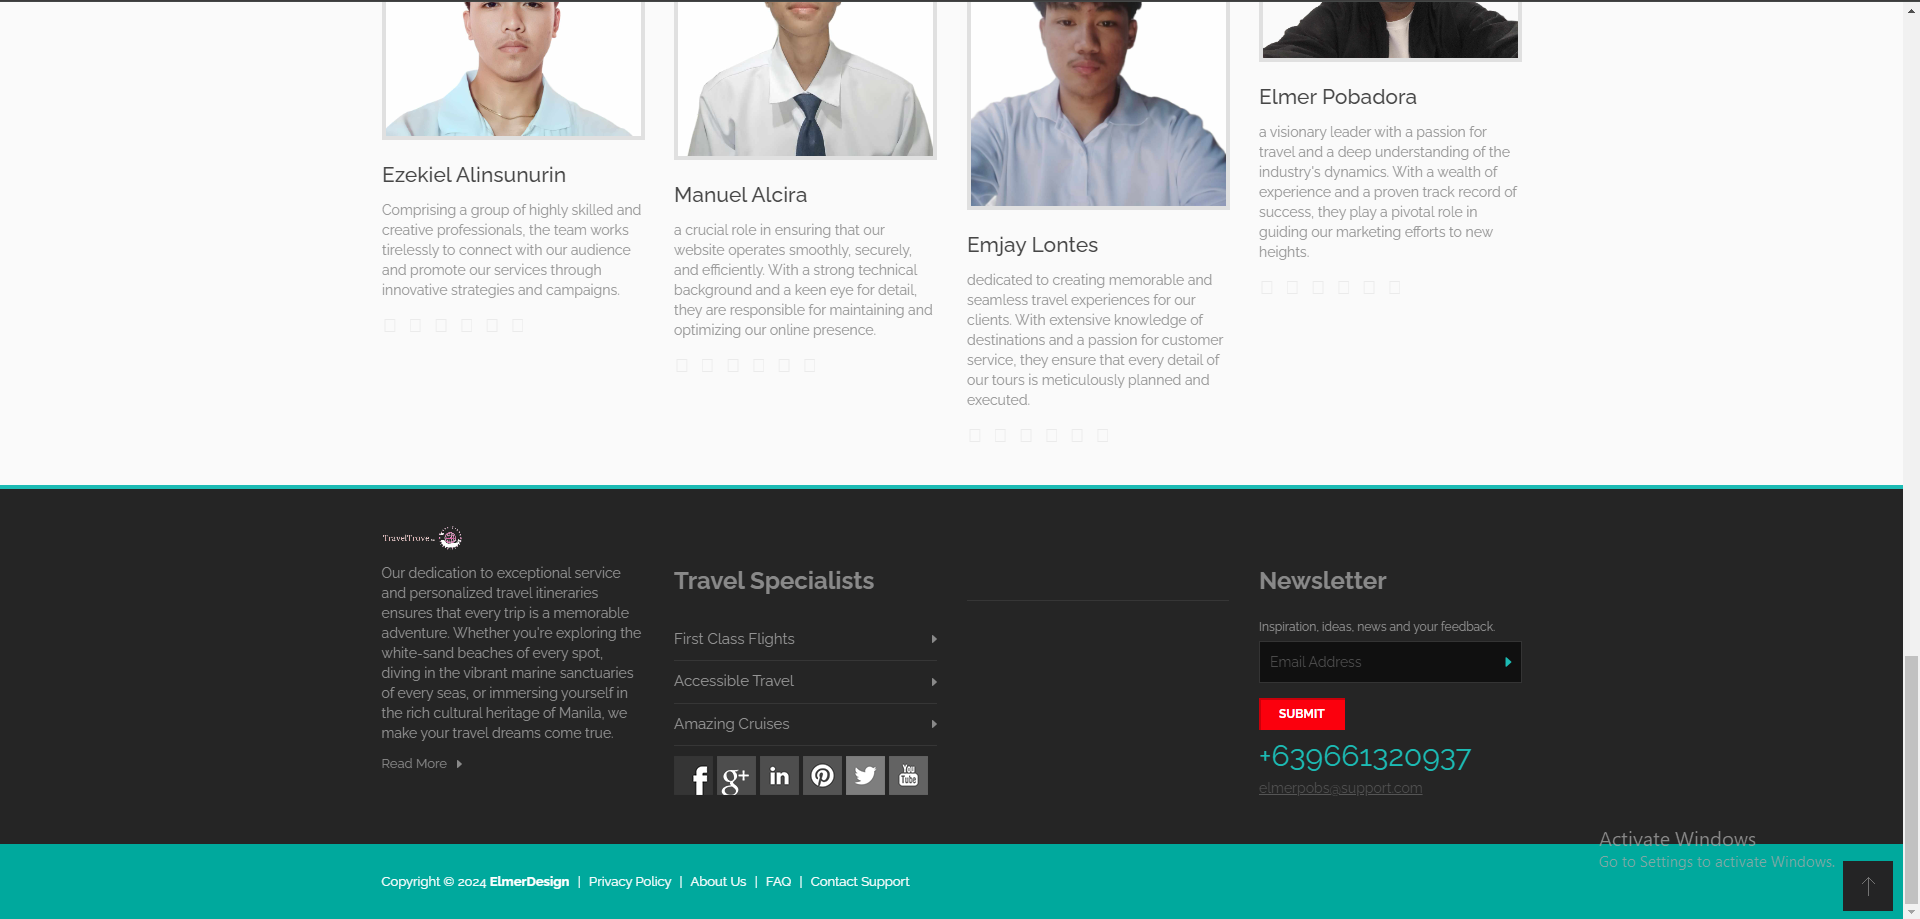 Ezekiel Alinsunurin
Comprising a group of highly skilled and
creative professionals, the team works
tirelessly to connect with our audience
and promote our services through
innovative strategies and campaigns.
Manuel Alcira
a crucial role in ensuring that our
website operates smoothly, securely,
and efficiently. With a strong technical
background and a keen eye for detail,
they are responsible for maintaining and
optimizing our online presence.
Emjay Lontes
dedicated to creating memorable and
seamless travel experiences for our
clients. With extensive knowledge of
destinations and a passion for customer
service, they ensure that every detail of
our tours is meticulously planned and
executed.
Elmer Pobadora
a visionary leader with a passion for
travel and a deep understanding of the
industry's dynamics. With a wealth of
experience and a proven track record of
success, they play a pivotal role in
guiding our marketing efforts to new
heights.
TravelTrove
Our dedication to exceptional service
and personalized travel itineraries
ensures that every trip is a memorable
adventure. Whether you're exploring the
white-sand beaches of every spot,
diving in the vibrant marine sanctuaries
of every seas, or immersing yourself in
the rich cultural heritage of Manila, we
make your travel dreams come true.
Read More
Travel Specialists
First Class Flights
Accessible Travel
Amazing Cruises
f g+ in You Tube
Newsletter
Inspiration, ideas, news and your feedback.
Email Address
SUBMIT
+639661320937
elmerpobs@support.com
Activate Windows
Go to Settings to activate Windows.
Copyright © 2024 ElmerDesign | Privacy Policy | About Us | FAQ | Contact Support